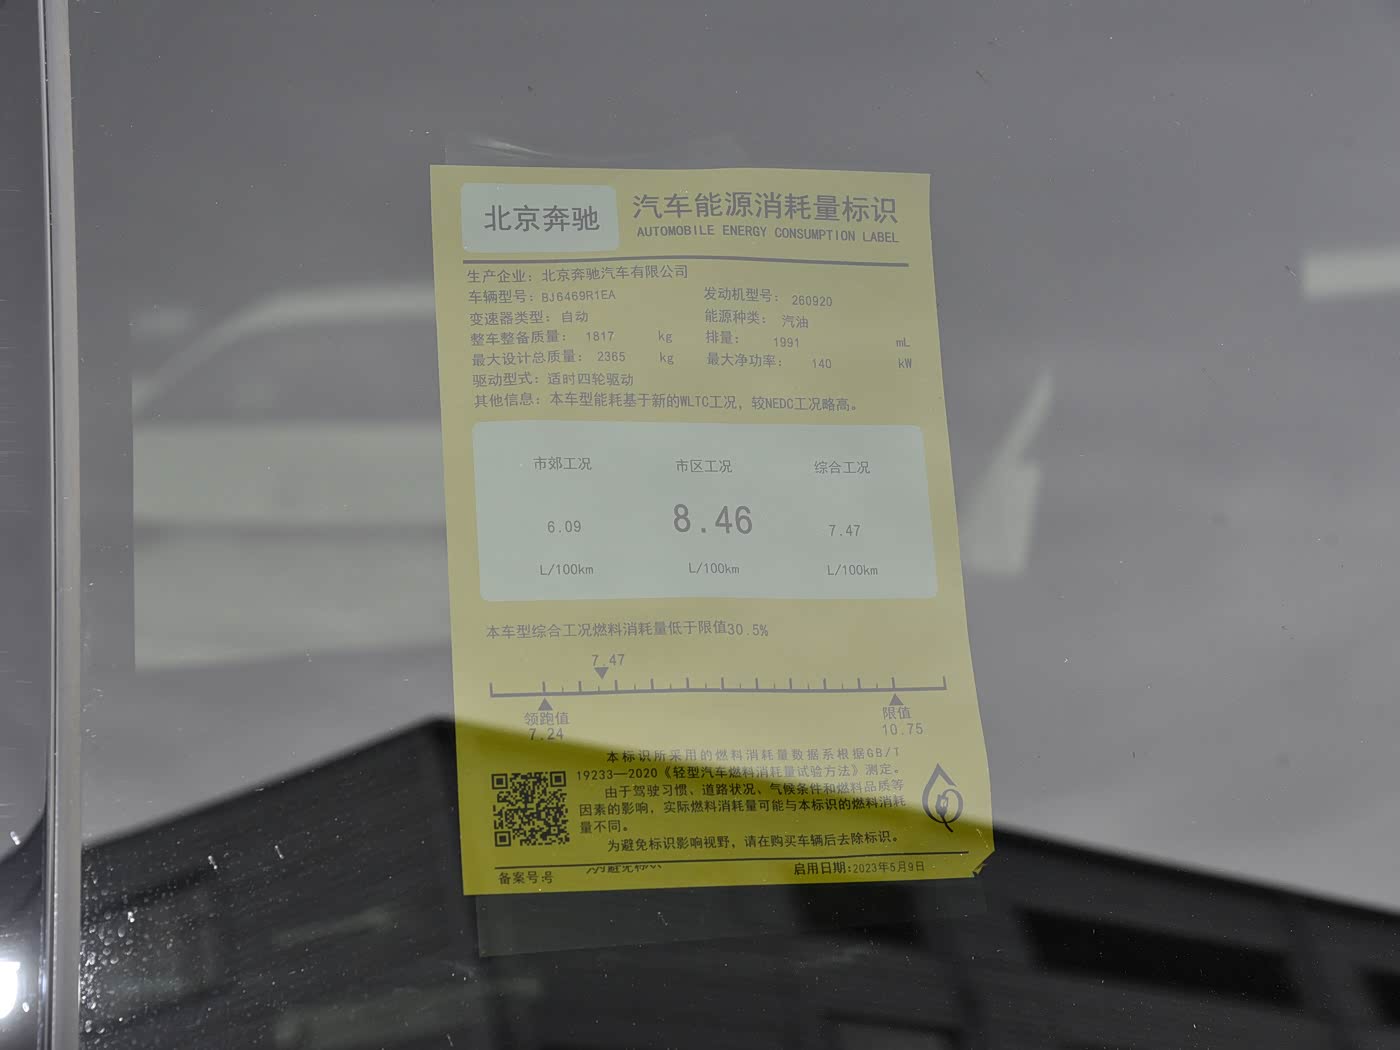 北京奔驰
汽车能源消耗量标识
AUTOMOBILE ENERGY CONSUMPTION LABEL
生产企业：北京奔驰汽车有限公司
车辆型号：BJ6469R1EA 发动机型号：260920
变速器类型：自动 能源种类：汽油
整车整备质量：1817 kg 排量：1991 mL
最大设计总质量：2365 kg 最大净功率：140 kW
驱动型式：适时四轮驱动
其他信息：本车型能耗基于新的WLTC工况，较NEDC工况略高。
市郊工况 市区工况 综合工况
6.09 8.46 7.47
L/100km L/100km L/100km
本车型综合工况燃料消耗量低于限值30.5%
7.47
领跑值 限值
7.24 10.75
本标识所采用的燃料消耗量数据系根据GB/T
19233—2020《轻型汽车燃料消耗量试验方法》测定。
由于驾驶习惯、道路状况、气候条件和燃料品质等
因素的影响，实际燃料消耗量可能与本标识的燃料消耗
量不同。
为避免标识影响视野，请在购买车辆后去除标识。
备案号: 启用日期:2023年5月9日